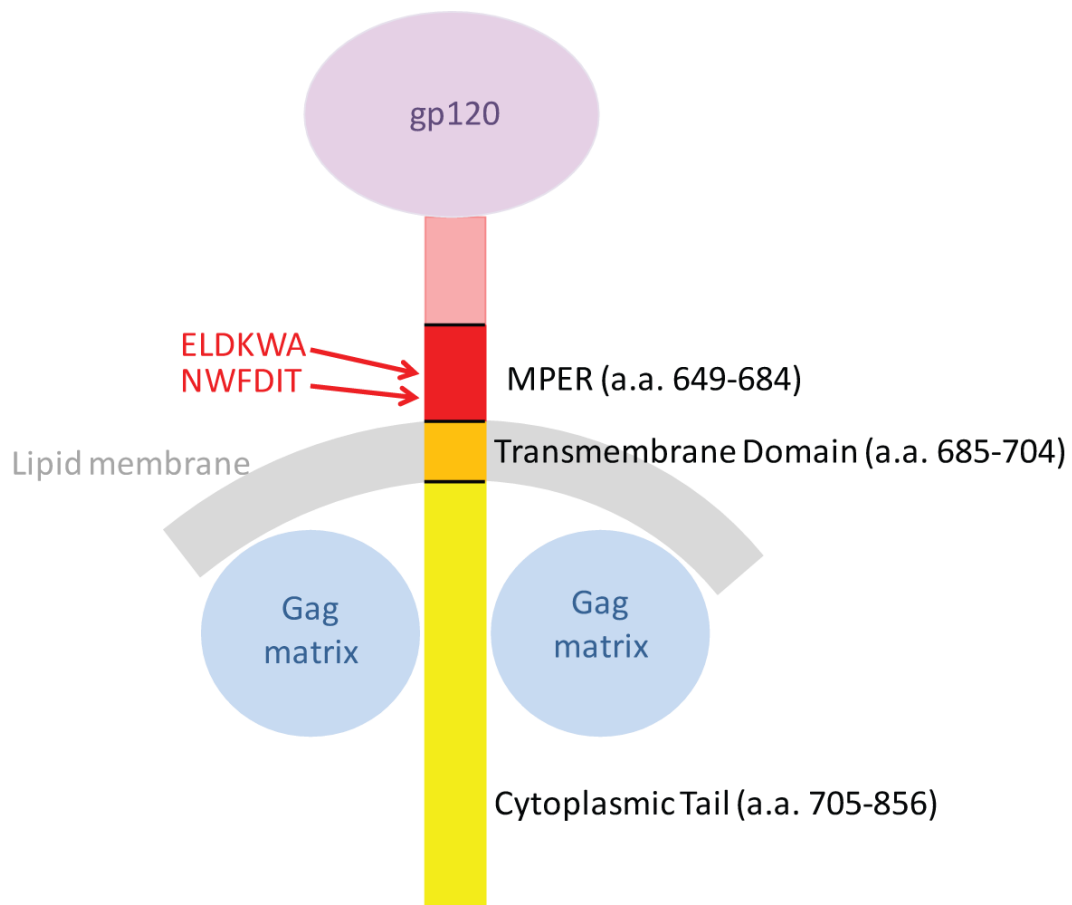 gp120
ELDKWA
NWFDIT
MPER (a.a. 649-684)
Transmembrane Domain (a.a. 685-704)
Lipid membrane
Gag
matrix
Gag
matrix
Cytoplasmic Tail (a.a. 705-856)